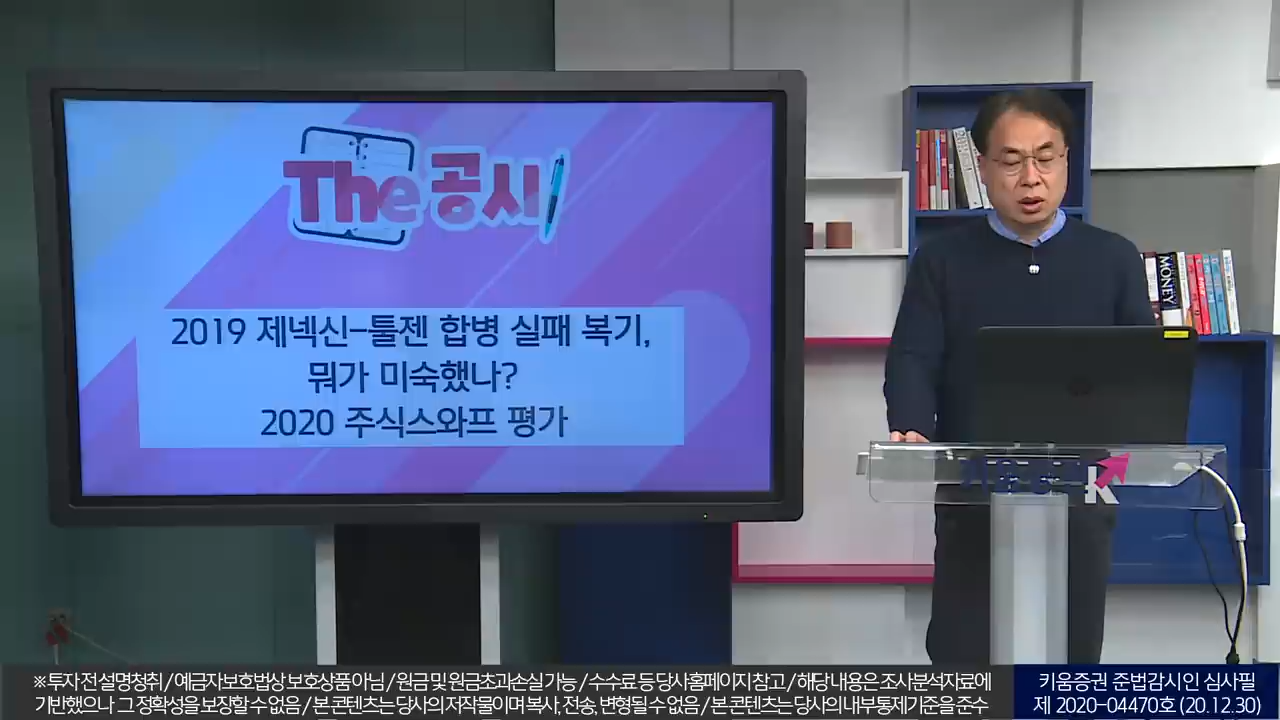 The 공시
2019 제넥신-툴젠 합병 실패 복기,
뭐가 미숙했나?
2020 주식스와프 평가
MONEY
K
※ 투자 전 설명청취 / 예금자보호법상 보호상품 아님 / 원금 및 원금초과손실 가능 / 수수료 등 당사홈페이지 참고 / 해당 내용은 조사분석자료에
기반했으나 그 정확성을 보장할 수 없음 / 본 콘텐츠는 당사의 저작물이며 복사, 전송, 변형될 수 없음 / 본 콘텐츠는 당사의 내부통제기준을 준수
키움증권 준법감시인 심사필
제 2020-04470호 (20.12.30)